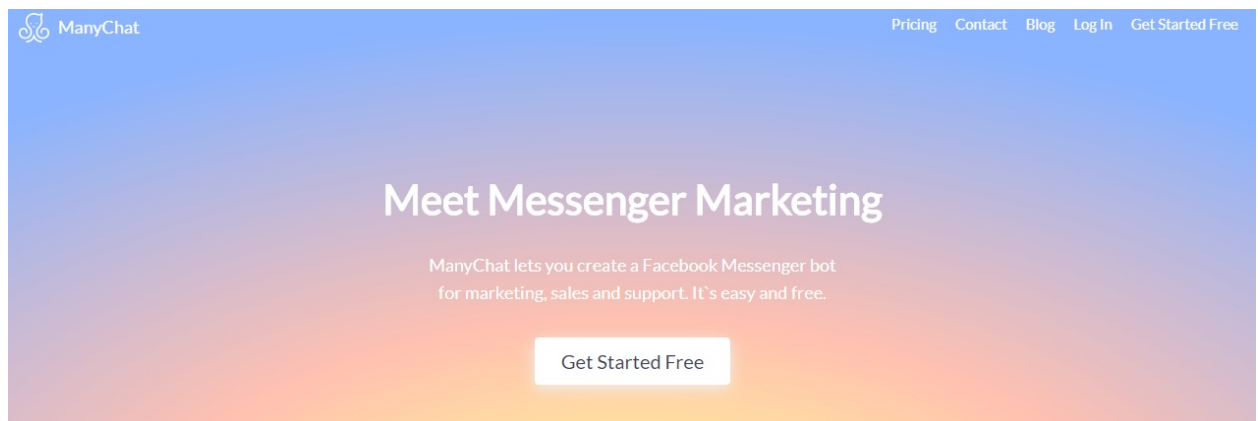 ManyChat
Pricing Contact Blog Log In Get Started Free
Meet Messenger Marketing
ManyChat lets you create a Facebook Messenger bot
for marketing, sales and support. It`s easy and free.
Get Started Free